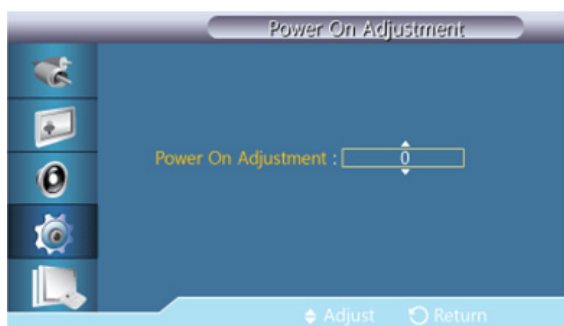 Power On Adjustment
Power On Adjustment : 0
Adjust Return